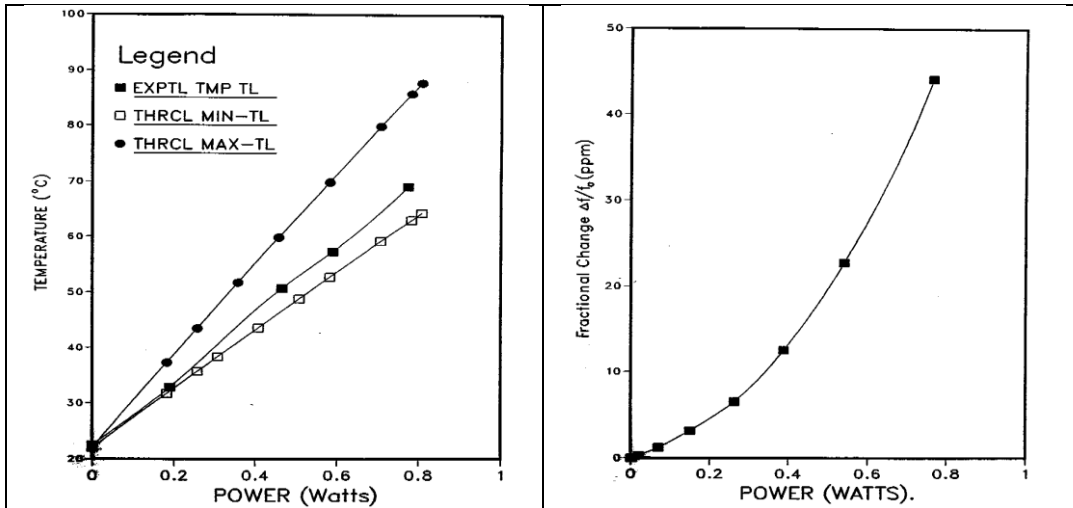 100
90
80
70
60
50
40
30
20
TEMPERATURE (°C)
Legend
EXPTL TMP TL
THRCL MIN-TL
THRCL MAX-TL
0 0.2 0.4 0.6 0.8 1
POWER (Watts)
50
40
30
20
10
0
Fractional Change Δf/f₀(ppm)
0 0.2 0.4 0.6 0.8 1
POWER (WATTS).